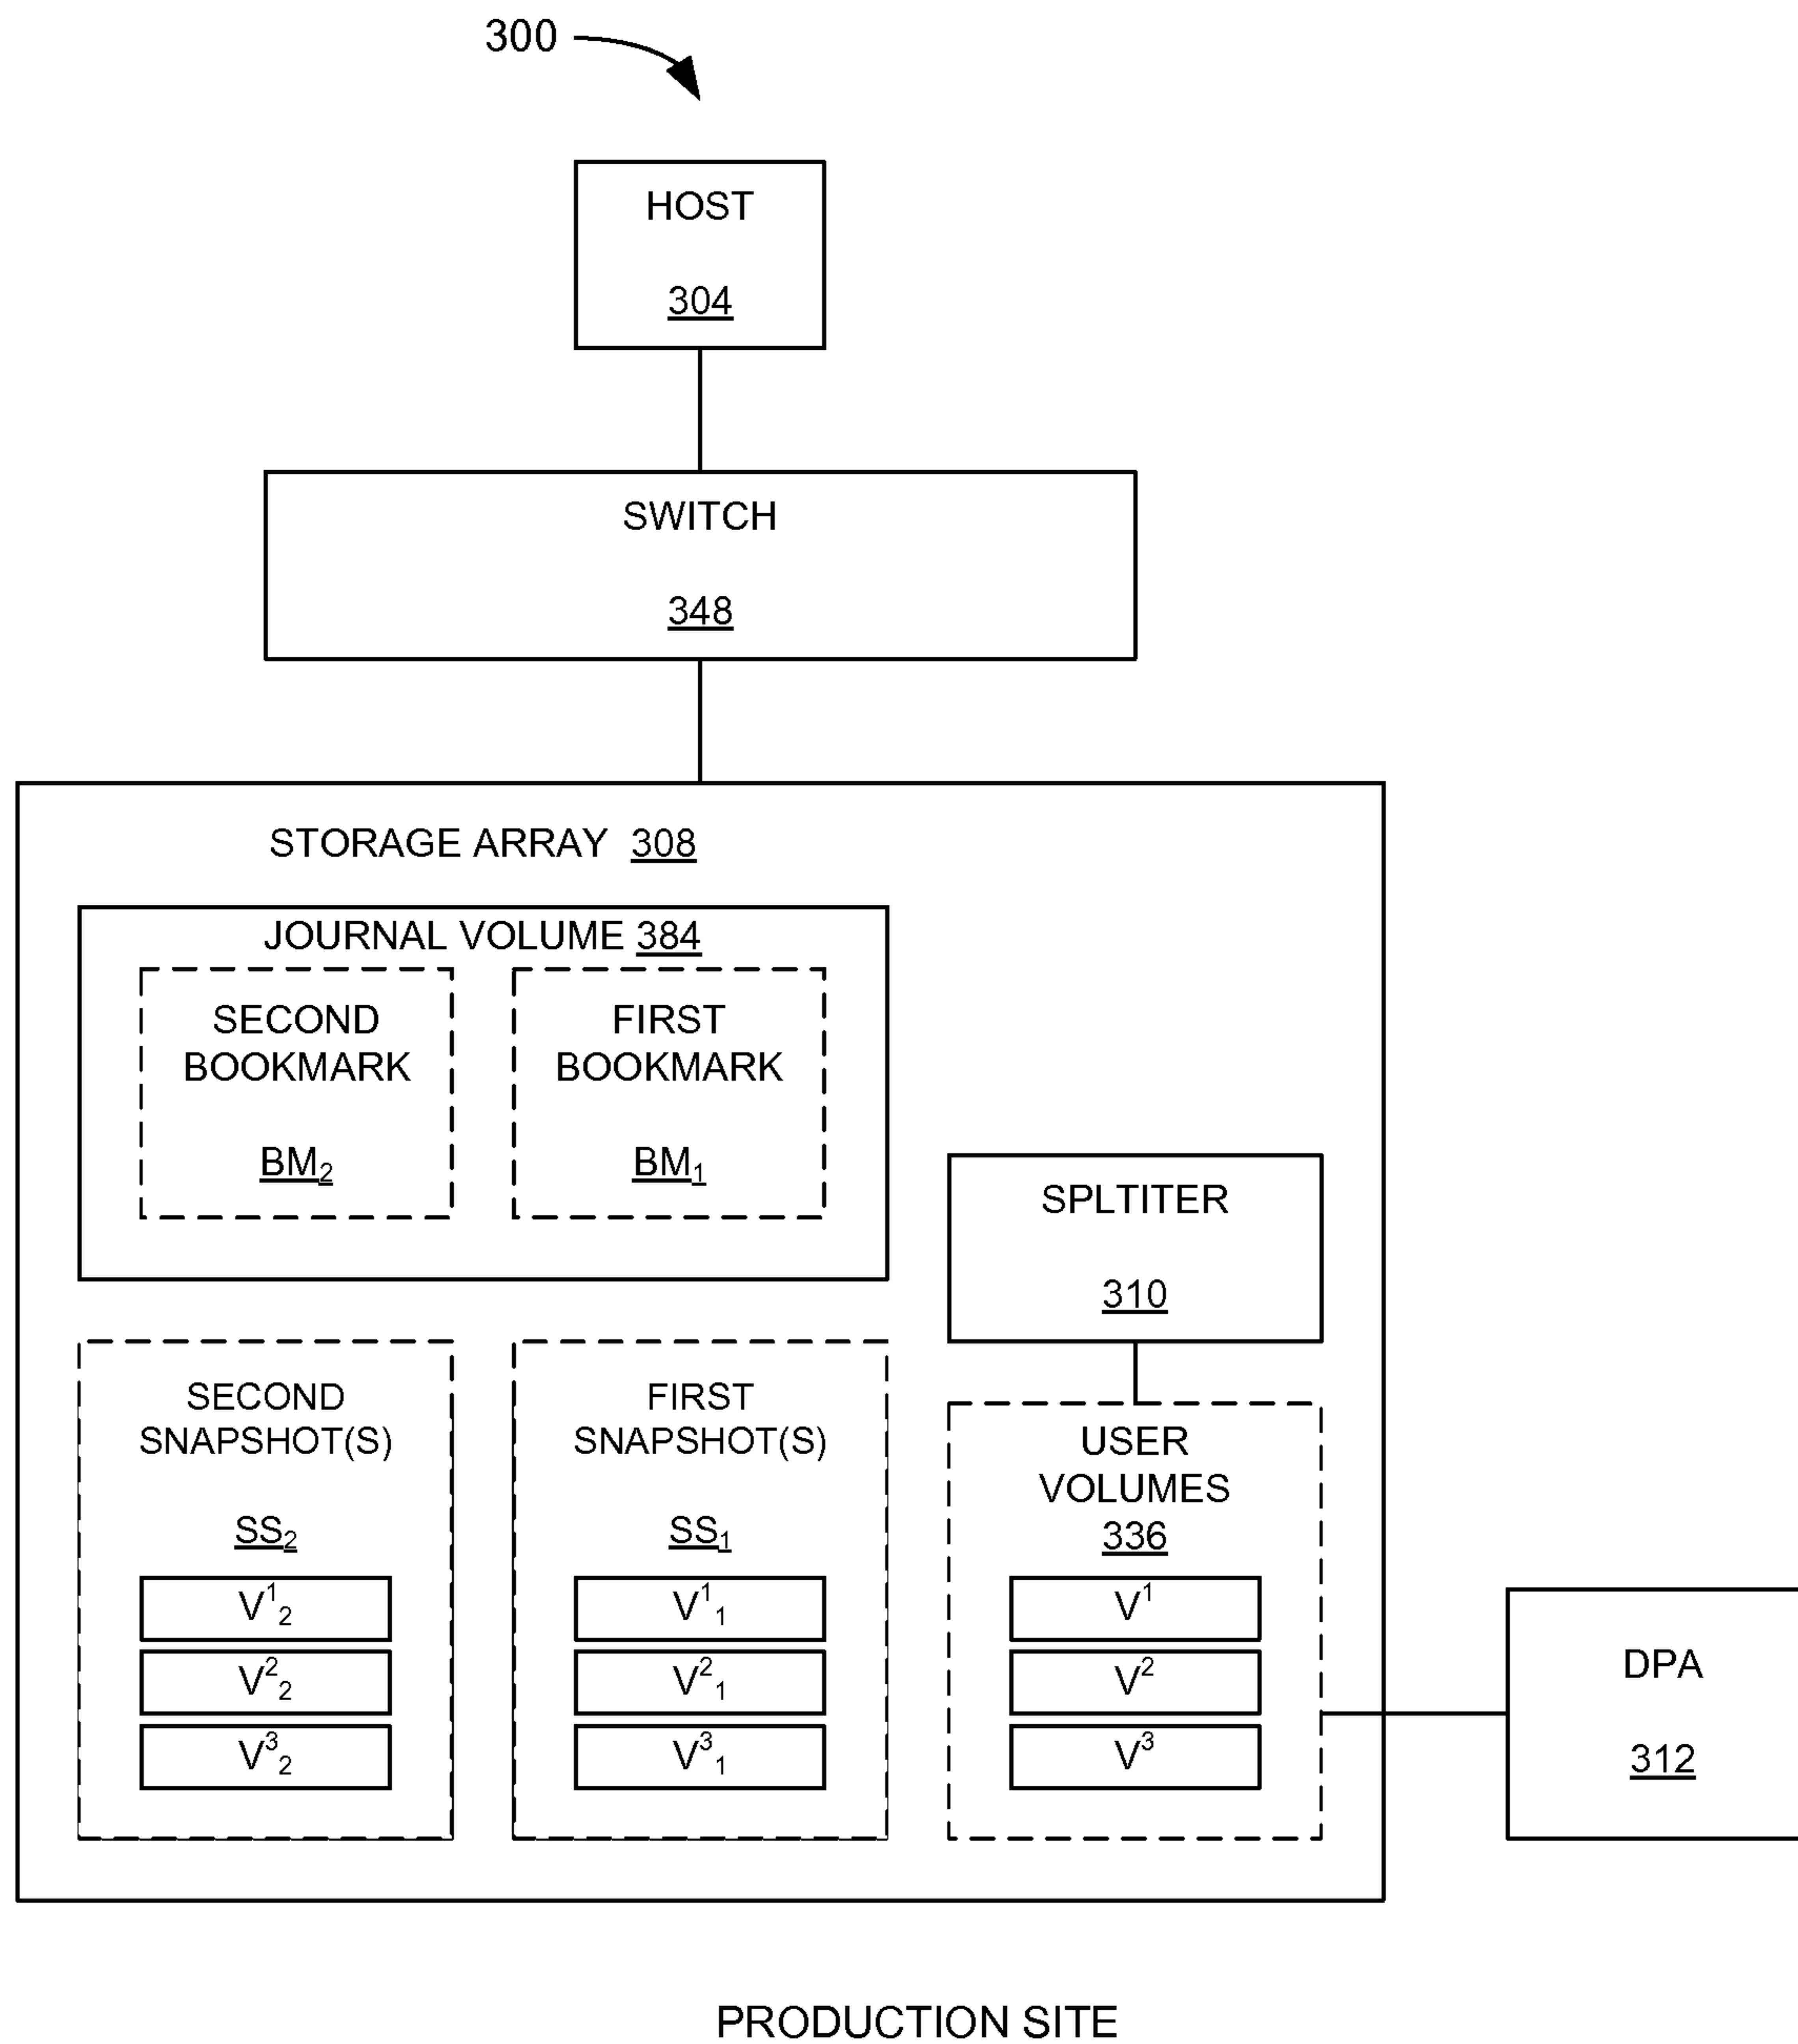 300
HOST
304
SWITCH
348
STORAGE ARRAY 308
JOURNAL VOLUME 384
SECOND
BOOKMARK
BM₂
FIRST
BOOKMARK
BM₁
SPLTITER
310
SECOND
SNAPSHOT(S)
SS₂
V¹₂
V²₂
V³₂
FIRST
SNAPSHOT(S)
SS₁
V¹₁
V²₁
V³₁
USER
VOLUMES
336
V¹
V²
V³
DPA
312
PRODUCTION SITE